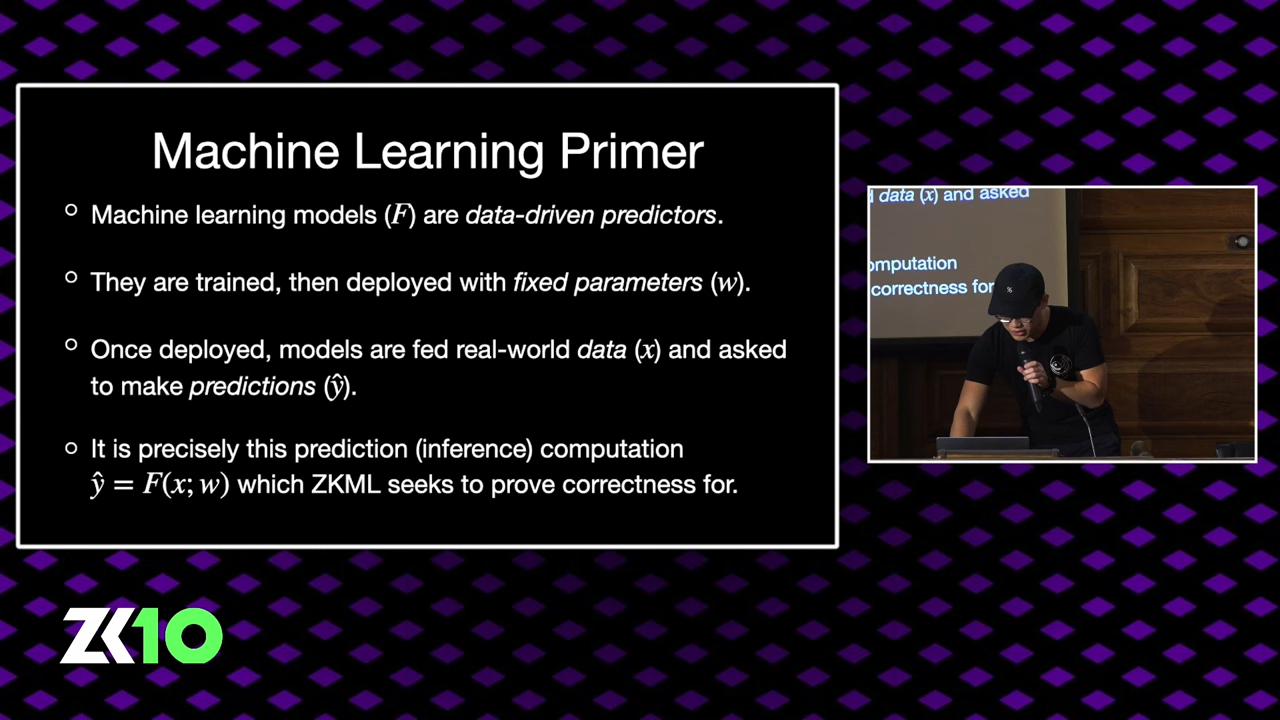 Machine Learning Primer
Machine learning models (F) are data-driven predictors.
They are trained, then deployed with fixed parameters (w).
Once deployed, models are fed real-world data (x) and asked
to make predictions (ŷ).
It is precisely this prediction (inference) computation
ŷ = F(x; w) which ZKML seeks to prove correctness for.
data (x) and asked
omputation
correctness for
%
ZK10